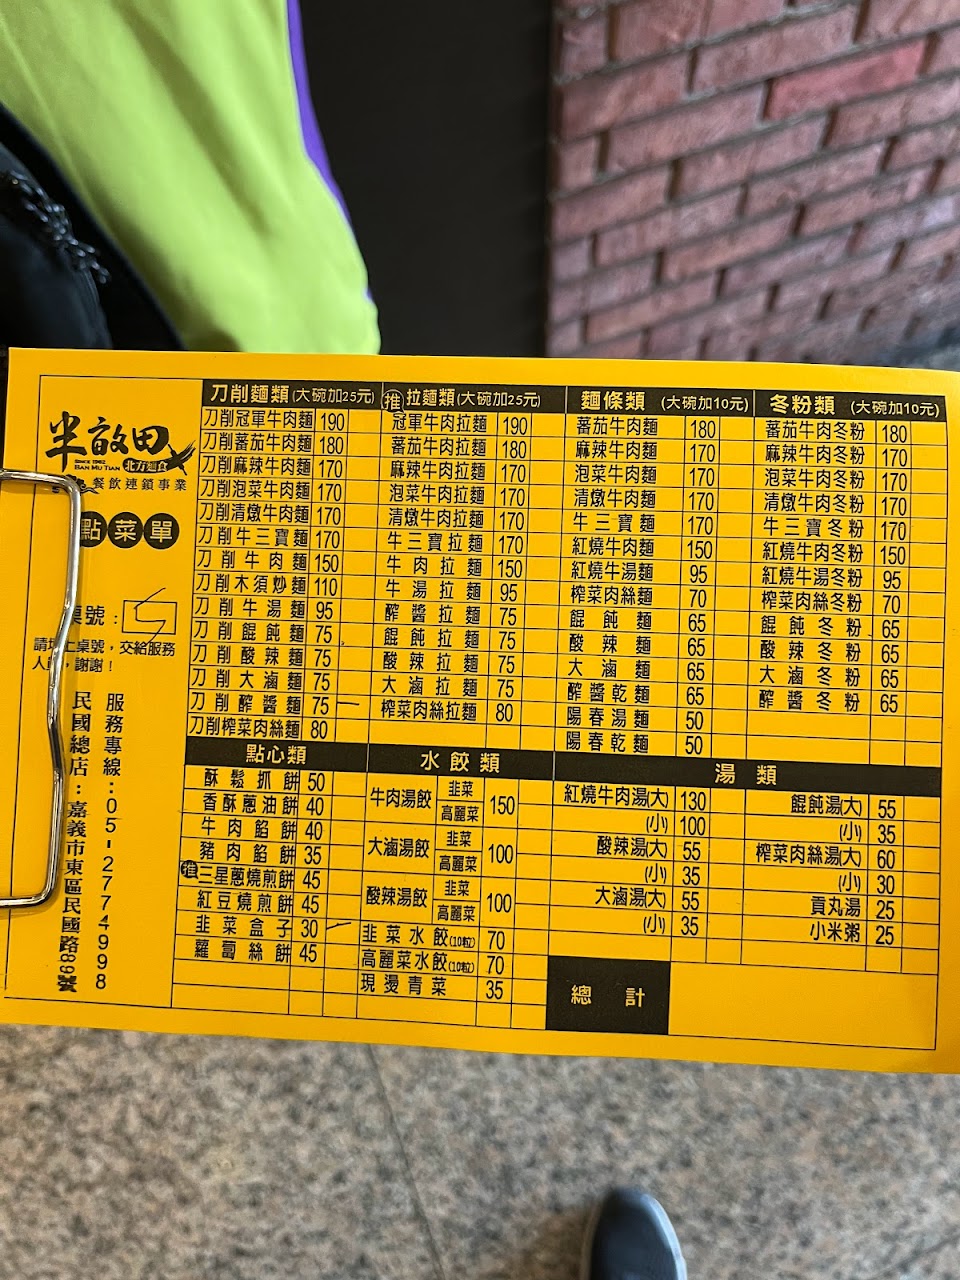 半畝田
SINCE 1982
BAN MU TIAN 北方麵食
餐飲連鎖事業
點菜單
桌號：
5
請填 桌號，交給服務
人 ，謝謝！
服務專線：05-2774998
民國總店：嘉義市東區民國路89號
刀削麵類 (大碗加25元)
刀削冠軍牛肉麵 190
刀削蕃茄牛肉麵 180
刀削麻辣牛肉麵 170
刀削泡菜牛肉麵 170
刀削清燉牛肉麵 170
刀削牛三寶麵 170
刀削牛肉麵 150
刀削木須炒麵 110
刀削牛湯麵 95
刀削餛飩麵 75
刀削酸辣麵 75
刀削大滷麵 75
刀削醡醬麵 75
刀削榨菜肉絲麵 80
推 拉麵類 (大碗加25元)
冠軍牛肉拉麵 190
蕃茄牛肉拉麵 180
麻辣牛肉拉麵 170
泡菜牛肉拉麵 170
清燉牛肉拉麵 170
牛三寶拉麵 170
牛肉拉麵 150
牛湯拉麵 95
醡醬拉麵 75
餛飩拉麵 75
酸辣拉麵 75
大滷拉麵 75
榨菜肉絲拉麵 80
麵條類 (大碗加10元)
蕃茄牛肉麵 180
麻辣牛肉麵 170
泡菜牛肉麵 170
清燉牛肉麵 170
牛三寶麵 170
紅燒牛肉麵 150
紅燒牛湯麵 95
榨菜肉絲麵 70
餛飩麵 65
酸辣麵 65
大滷麵 65
醡醬乾麵 65
陽春湯麵 50
陽春乾麵 50
冬粉類 (大碗加10元)
蕃茄牛肉冬粉 180
麻辣牛肉冬粉 170
泡菜牛肉冬粉 170
清燉牛肉冬粉 170
牛三寶冬粉 170
紅燒牛肉冬粉 150
紅燒牛湯冬粉 95
榨菜肉絲冬粉 70
餛飩冬粉 65
酸辣冬粉 65
大滷冬粉 65
醡醬冬粉 65
點心類
酥鬆抓餅 50
香酥蔥油餅 40
牛肉餡餅 40
豬肉餡餅 35
推 三星蔥燒煎餅 45
紅豆燒煎餅 45
韭菜盒子 30
蘿蔔絲餅 45
水餃類
牛肉湯餃 韭菜 高麗菜 150
大滷湯餃 韭菜 高麗菜 100
酸辣湯餃 韭菜 高麗菜 100
韭菜水餃(10粒) 70
高麗菜水餃(10粒) 70
現燙青菜 35
湯類
紅燒牛肉湯(大) 130
(小) 100
酸辣湯(大) 55
(小) 35
大滷湯(大) 55
(小) 35
餛飩湯(大) 55
(小) 35
榨菜肉絲湯(大) 60
(小) 30
貢丸湯 25
小米粥 25
總計